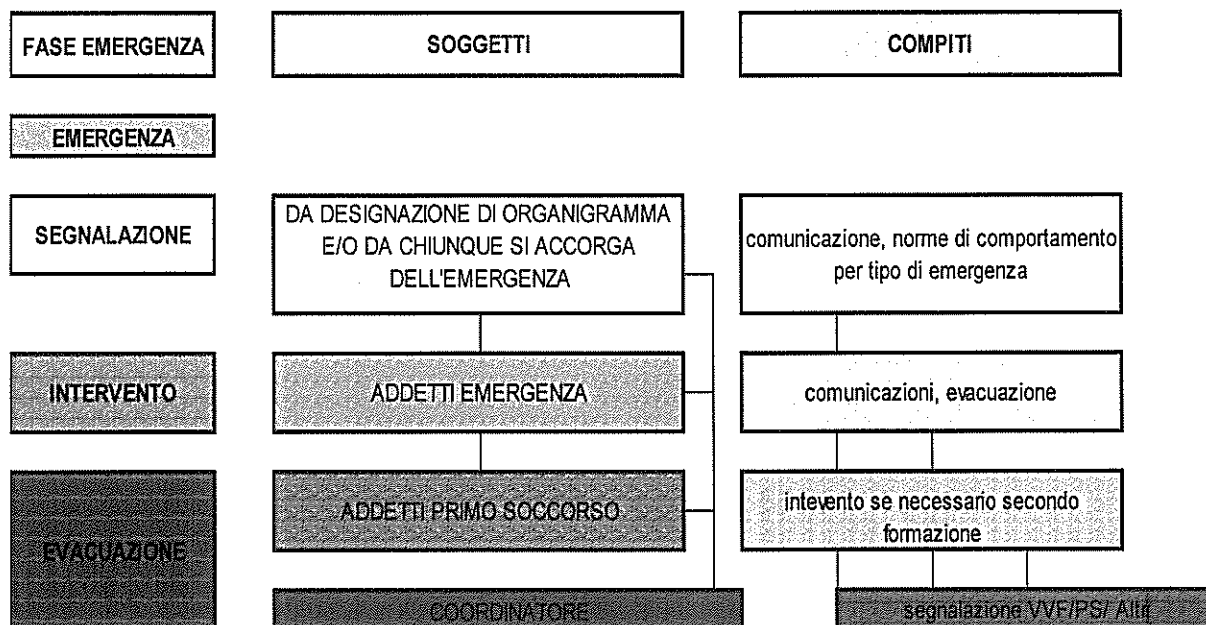 FASE EMERGENZA
SOGGETTI
COMPITI
EMERGENZA
SEGNALAZIONE
DA DESIGNAZIONE DI ORGANIGRAMMA
E/O DA CHIUNQUE SI ACCORGA
DELL'EMERGENZA
comunicazione, norme di comportamento
per tipo di emergenza
INTERVENTO
ADDETTI EMERGENZA
comunicazioni, evacuazione
EVACUAZIONE
ADDETTI PRIMO SOCCORSO
intevento se necessario secondo
formazione
COORDINATORE
segnalazione VVF/PS/ Altri